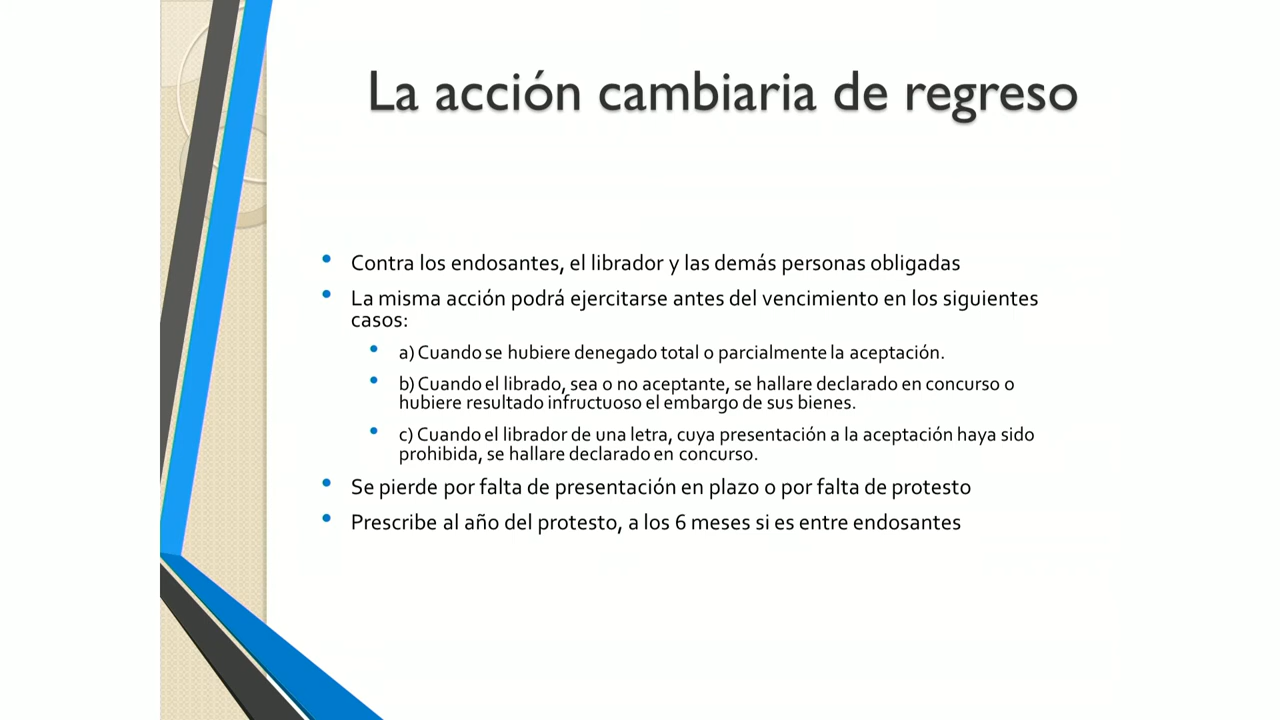 La acción cambiaria de regreso
• Contra los endosantes, el librador y las demás personas obligadas
• La misma acción podrá ejercitarse antes del vencimiento en los siguientes
casos:
• a) Cuando se hubiere denegado total o parcialmente la aceptación.
• b) Cuando el librado, sea o no aceptante, se hallare declarado en concurso o
hubiere resultado infructuoso el embargo de sus bienes.
• c) Cuando el librador de una letra, cuya presentación a la aceptación haya sido
prohibida, se hallare declarado en concurso.
• Se pierde por falta de presentación en plazo o por falta de protesto
• Prescribe al año del protesto, a los 6 meses si es entre endosantes